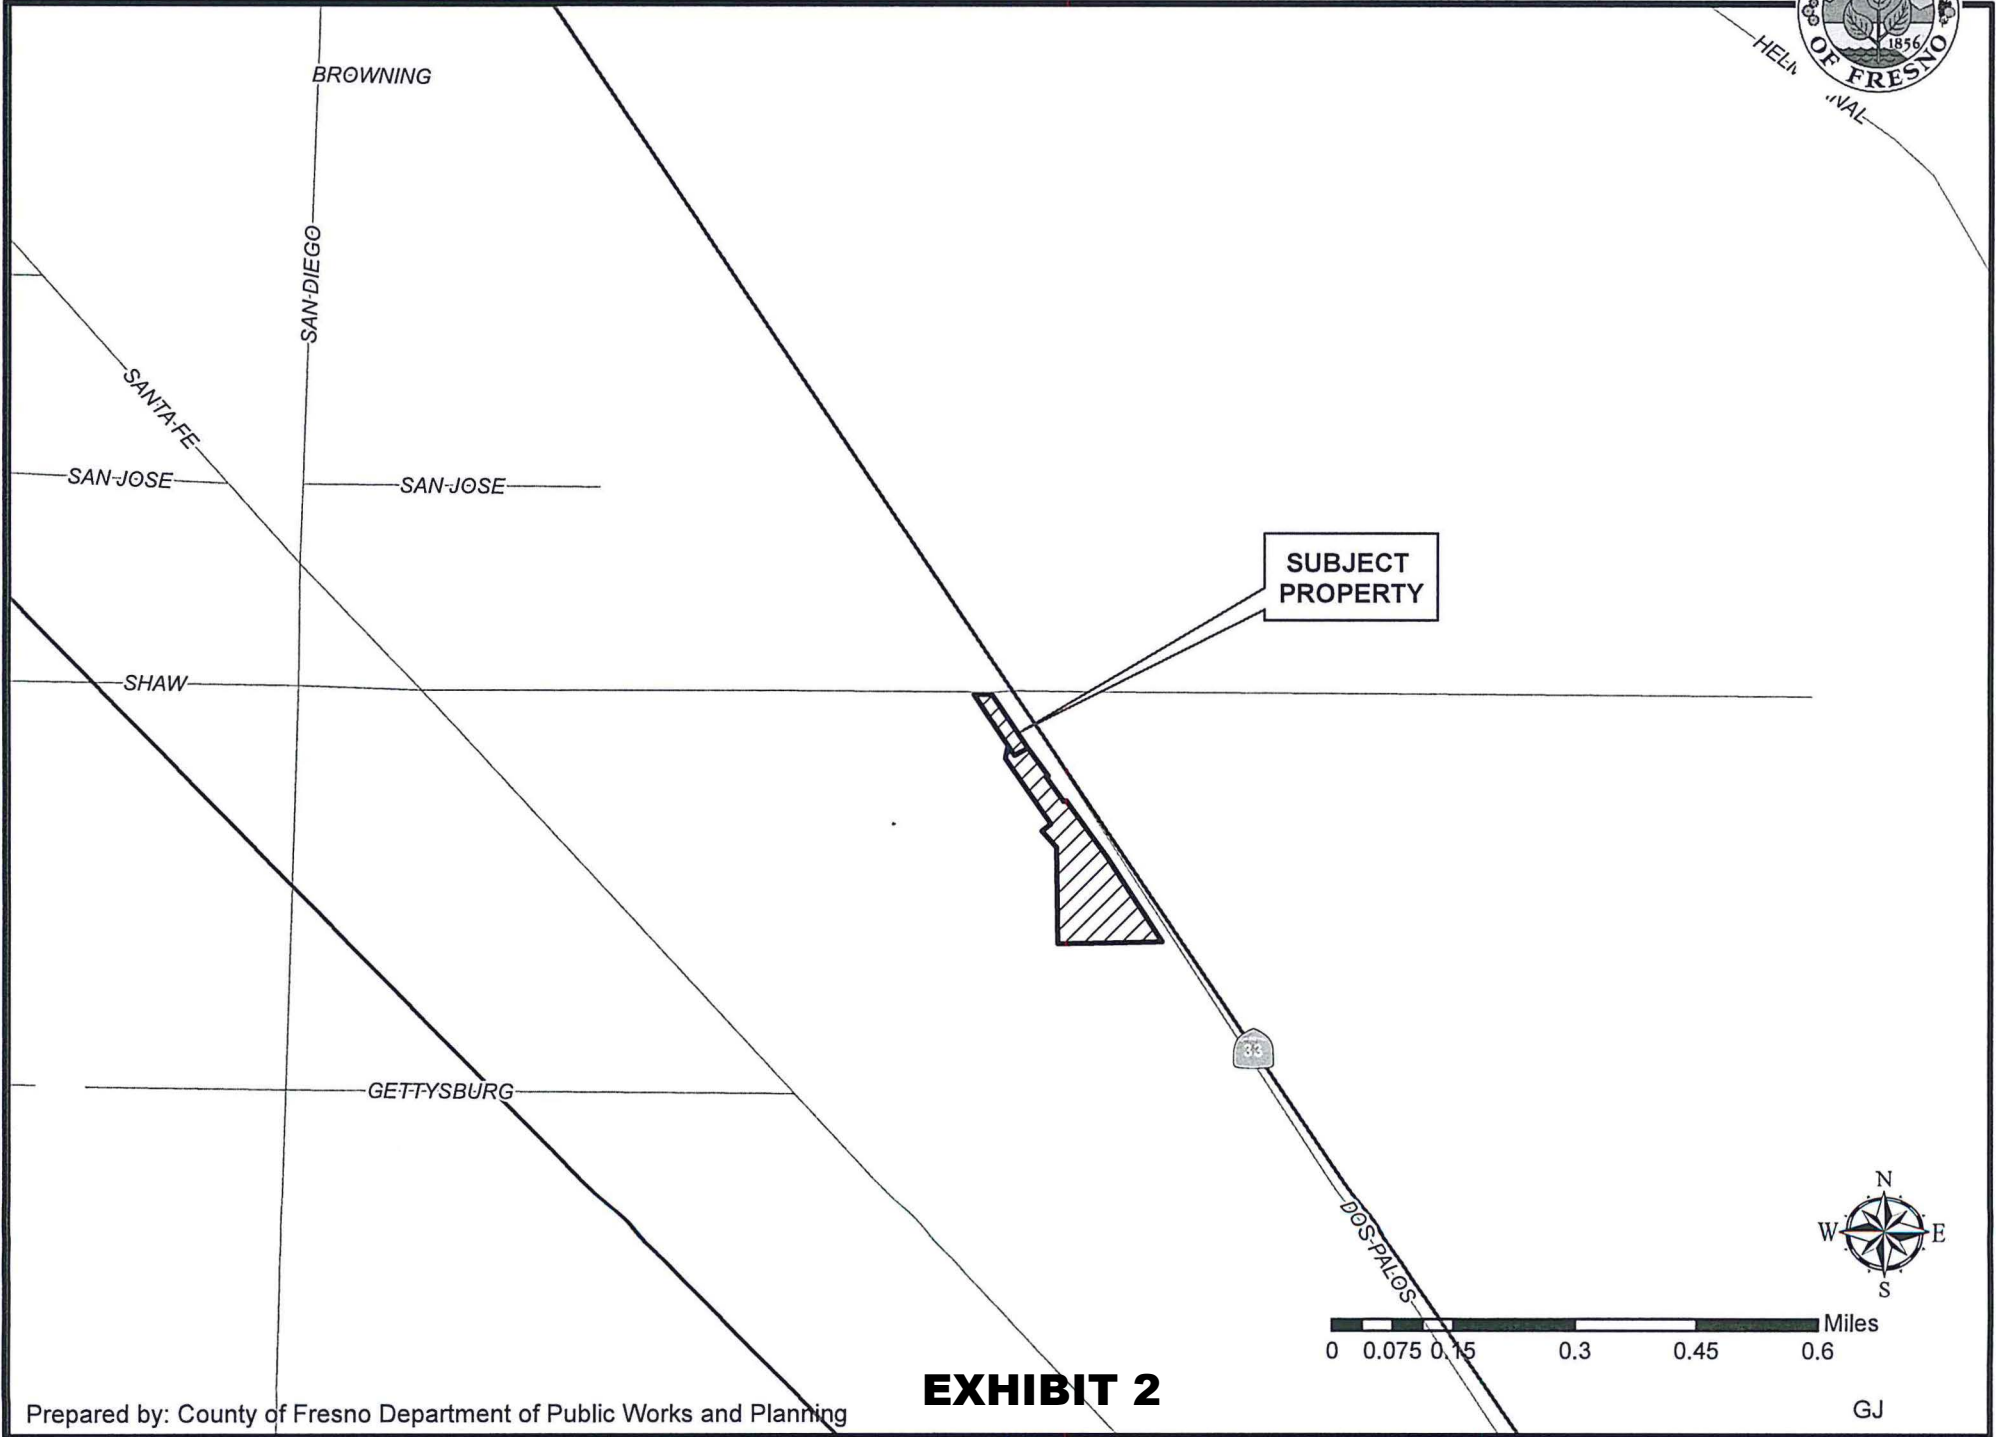 1856
OF FRESNO
BROWNING
SAN DIEGO
SANTA FE
SAN JOSE
SAN JOSE
SUBJECT
PROPERTY
SHAW
33
GETTYSBURG
DOS PALOS
N
W
E
S
Miles
0 0.075 0.15 0.3 0.45 0.6
EXHIBIT 2
Prepared by: County of Fresno Department of Public Works and Planning
GJ